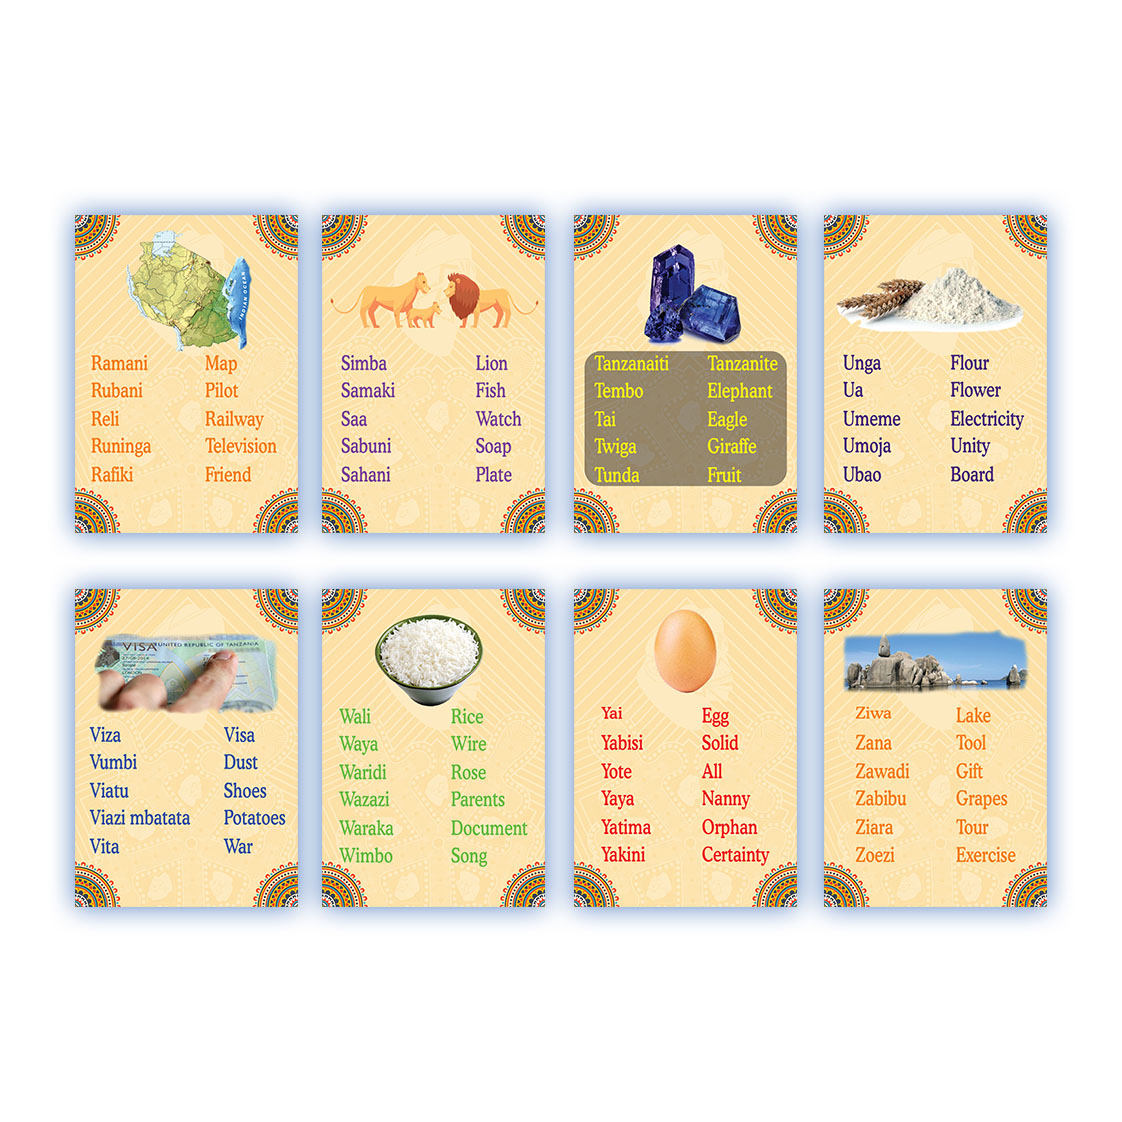 INDIAN OCEAN
Ramani Map
Rubani Pilot
Reli Railway
Runinga Television
Rafiki Friend
Simba Lion
Samaki Fish
Saa Watch
Sabuni Soap
Sahani Plate
Tanzanaiti Tanzanite
Tembo Elephant
Tai Eagle
Twiga Giraffe
Tunda Fruit
Unga Flour
Ua Flower
Umeme Electricity
Umoja Unity
Ubao Board
VISA UNITED REPUBLIC OF TANZANIA
Viza Visa
Vumbi Dust
Viatu Shoes
Viazi mbatata Potatoes
Vita War
Wali Rice
Waya Wire
Waridi Rose
Wazazi Parents
Waraka Document
Wimbo Song
Yai Egg
Yabisi Solid
Yote All
Yaya Nanny
Yatima Orphan
Yakini Certainty
Ziwa Lake
Zana Tool
Zawadi Gift
Zabibu Grapes
Ziara Tour
Zoezi Exercise